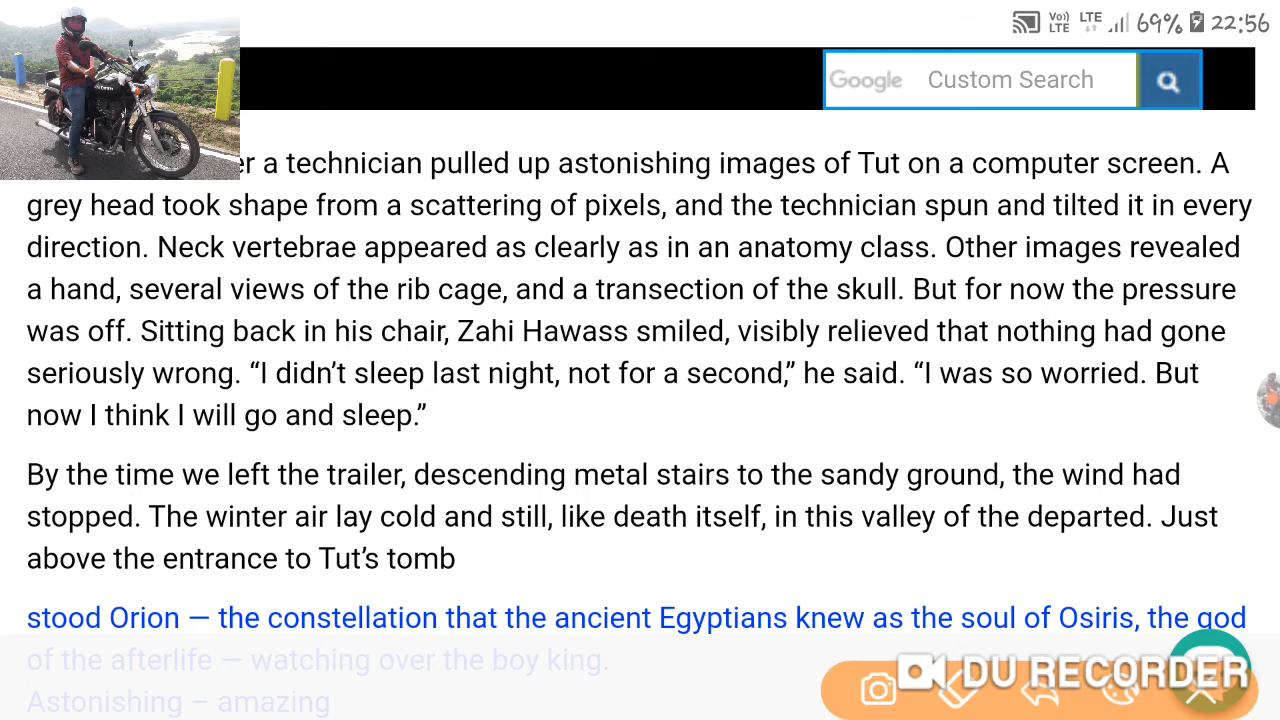 Vo)) LTE LTE 69% 22:56
Google Custom Search
er a technician pulled up astonishing images of Tut on a computer screen. A
grey head took shape from a scattering of pixels, and the technician spun and tilted it in every
direction. Neck vertebrae appeared as clearly as in an anatomy class. Other images revealed
a hand, several views of the rib cage, and a transection of the skull. But for now the pressure
was off. Sitting back in his chair, Zahi Hawass smiled, visibly relieved that nothing had gone
seriously wrong. “I didn’t sleep last night, not for a second,” he said. “I was so worried. But
now I think I will go and sleep.”
By the time we left the trailer, descending metal stairs to the sandy ground, the wind had
stopped. The winter air lay cold and still, like death itself, in this valley of the departed. Just
above the entrance to Tut’s tomb
stood Orion — the constellation that the ancient Egyptians knew as the soul of Osiris, the god
of the afterlife — watching over the boy king.
Astonishing – amazing
DU RECORDER